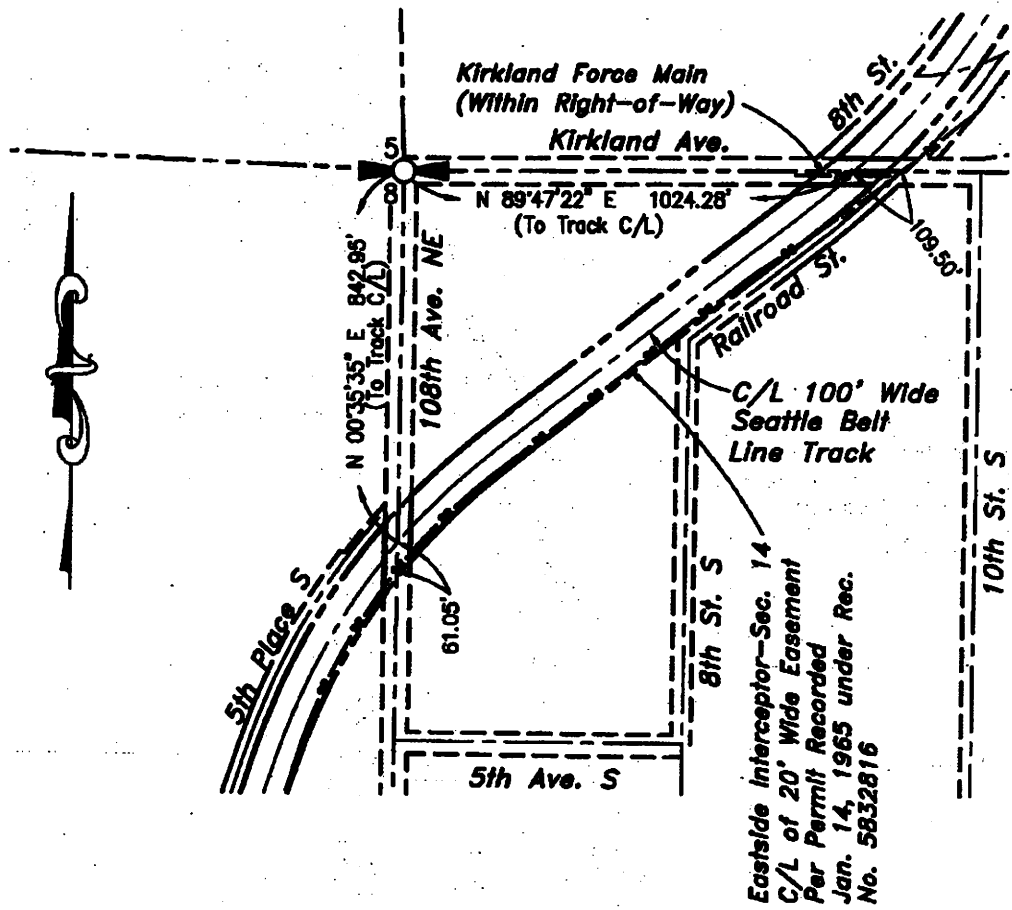 Kirkland Force Main
(Within Right-of-Way)
8th St.
Kirkland Ave.
5
8
N 89°47'22" E 1024.28'
(To Track C/L)
109.50'
N 00°35'35" E 842.95'
(To Track C/L)
108th Ave. NE
Railroad St.
C/L 100' Wide
Seattle Belt
Line Track
10th St. S
5th Place S
61.05'
8th St. S
5th Ave. S
Eastside Interceptor-Sec. 14
C/L of 20' Wide Easement
Per Permit Recorded
Jan. 14, 1965 under Rec.
No. 5832816